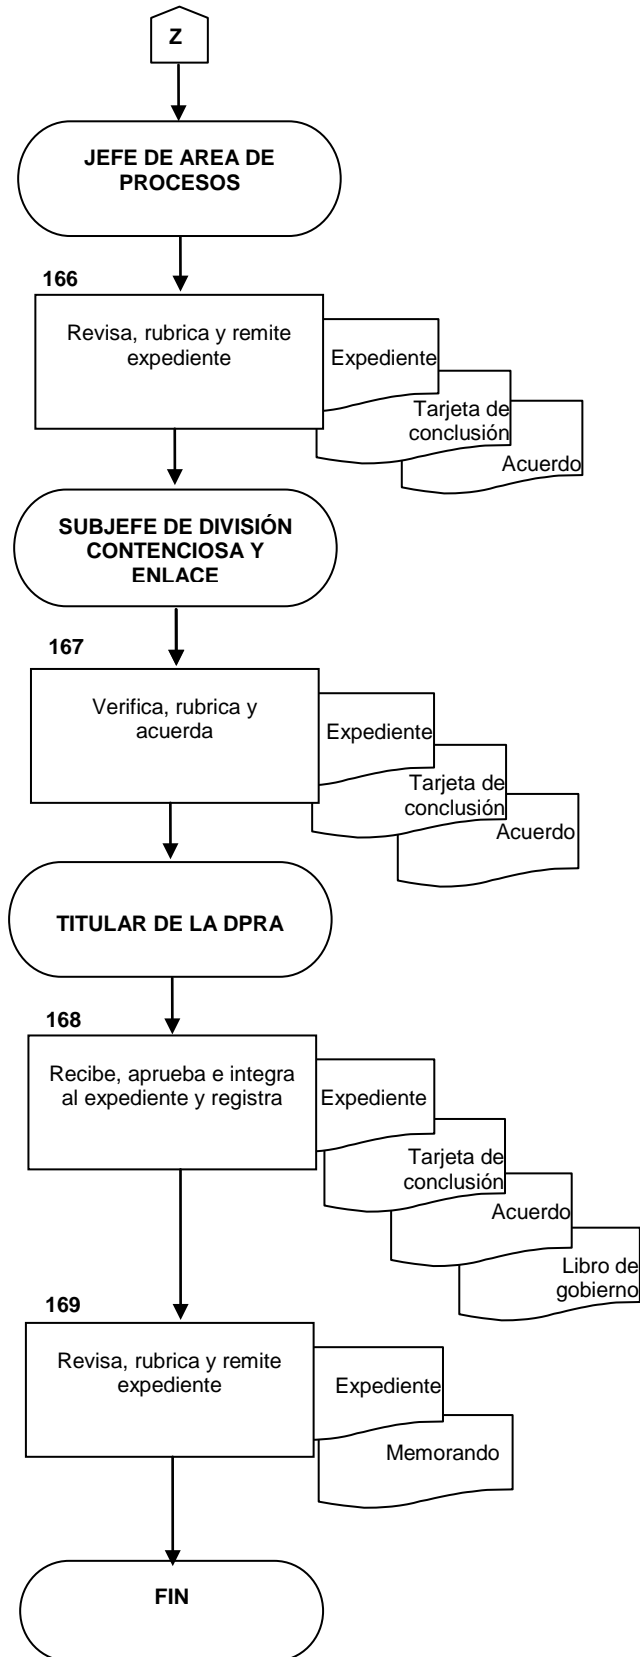 Z
JEFE DE AREA DE
PROCESOS
166
Revisa, rubrica y remite
expediente
Expediente
Tarjeta de
conclusión
Acuerdo
SUBJEFE DE DIVISIÓN
CONTENCIOSA Y
ENLACE
167
Verifica, rubrica y
acuerda
Expediente
Tarjeta de
conclusión
Acuerdo
TITULAR DE LA DPRA
168
Recibe, aprueba e integra
al expediente y registra
Expediente
Tarjeta de
conclusión
Acuerdo
Libro de
gobierno
169
Revisa, rubrica y remite
expediente
Expediente
Memorando
FIN